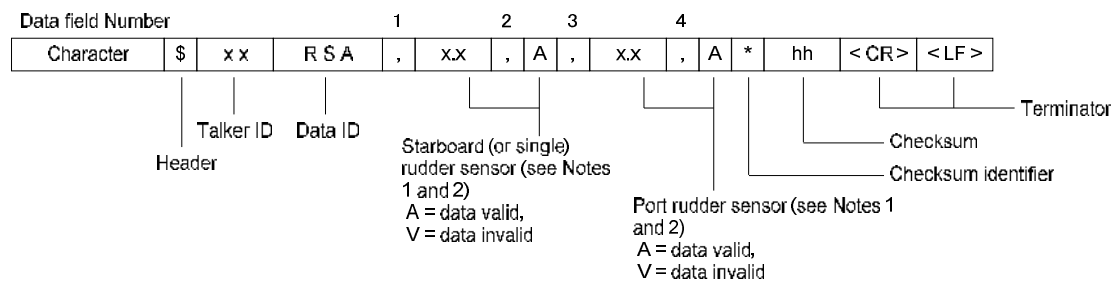 Data field Number 1 2 3 4
Character $ x x R S A , x.x , A , x.x , A * hh <CR> <LF>
Terminator
Talker ID Data ID
Checksum
Header
Checksum identifier
Starboard (or single)
rudder sensor (see Notes
1 and 2)
A = data valid,
V = data invalid
Port rudder sensor (see Notes 1
and 2)
A = data valid,
V = data invalid